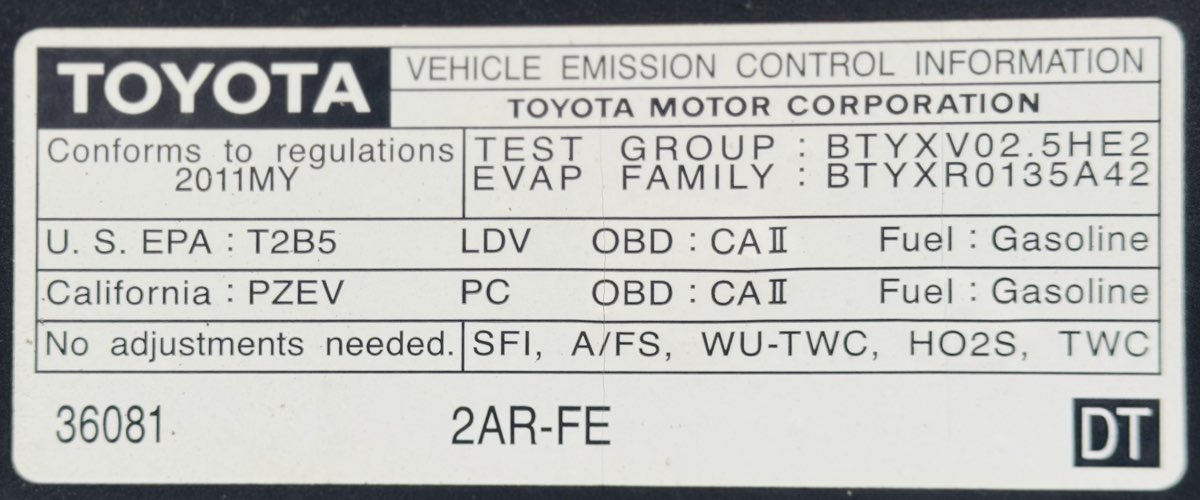 TOYOTA VEHICLE EMISSION CONTROL INFORMATION
TOYOTA MOTOR CORPORATION
Conforms to regulations
2011MY
TEST GROUP : BTYXV02.5HE2
EVAP FAMILY : BTYXR0135A42
U. S. EPA : T2B5 LDV OBD : CAⅡ Fuel : Gasoline
California : PZEV PC OBD : CAⅡ Fuel : Gasoline
No adjustments needed. SFI, A/FS, WU-TWC, HO2S, TWC
36081 2AR-FE DT